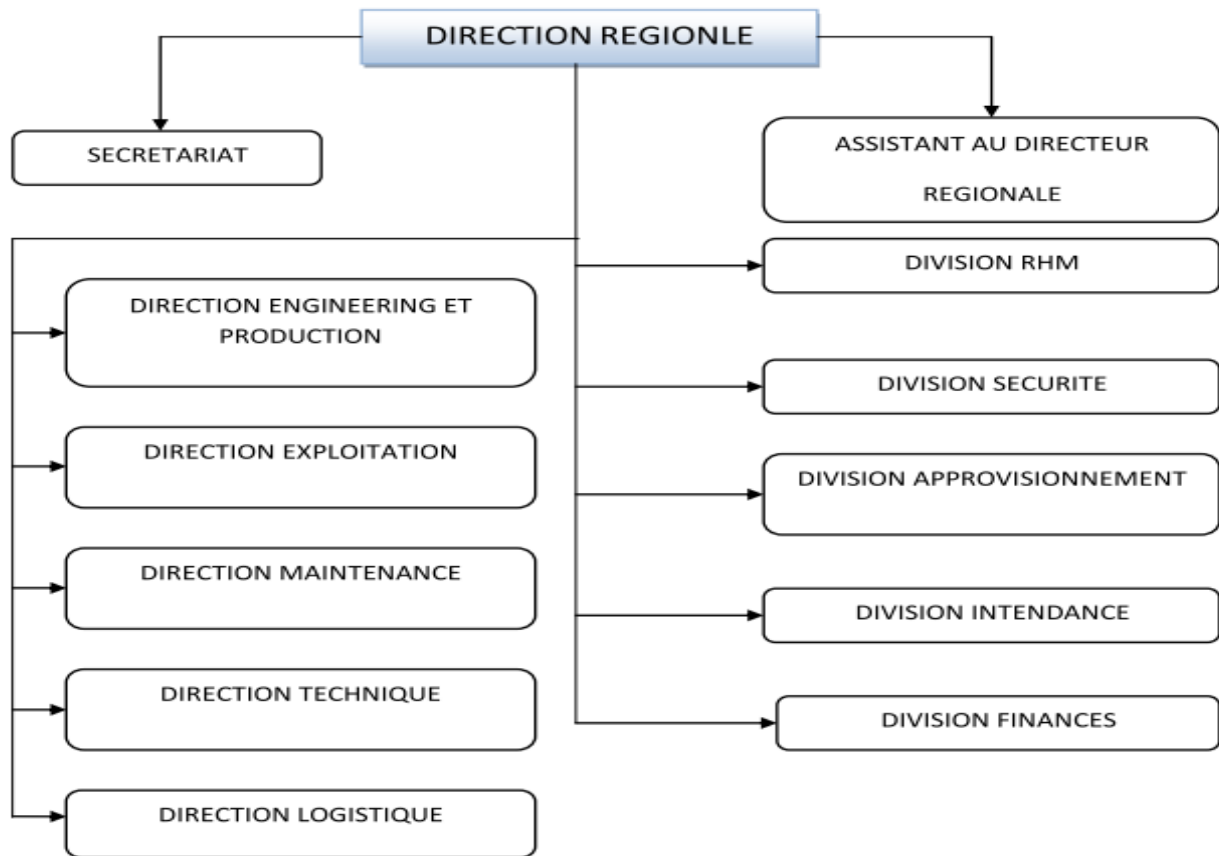 DIRECTION REGIONLE
SECRETARIAT
ASSISTANT AU DIRECTEUR
REGIONALE
DIRECTION ENGINEERING ET
PRODUCTION
DIRECTION EXPLOITATION
DIRECTION MAINTENANCE
DIRECTION TECHNIQUE
DIRECTION LOGISTIQUE
DIVISION RHM
DIVISION SECURITE
DIVISION APPROVISIONNEMENT
DIVISION INTENDANCE
DIVISION FINANCES